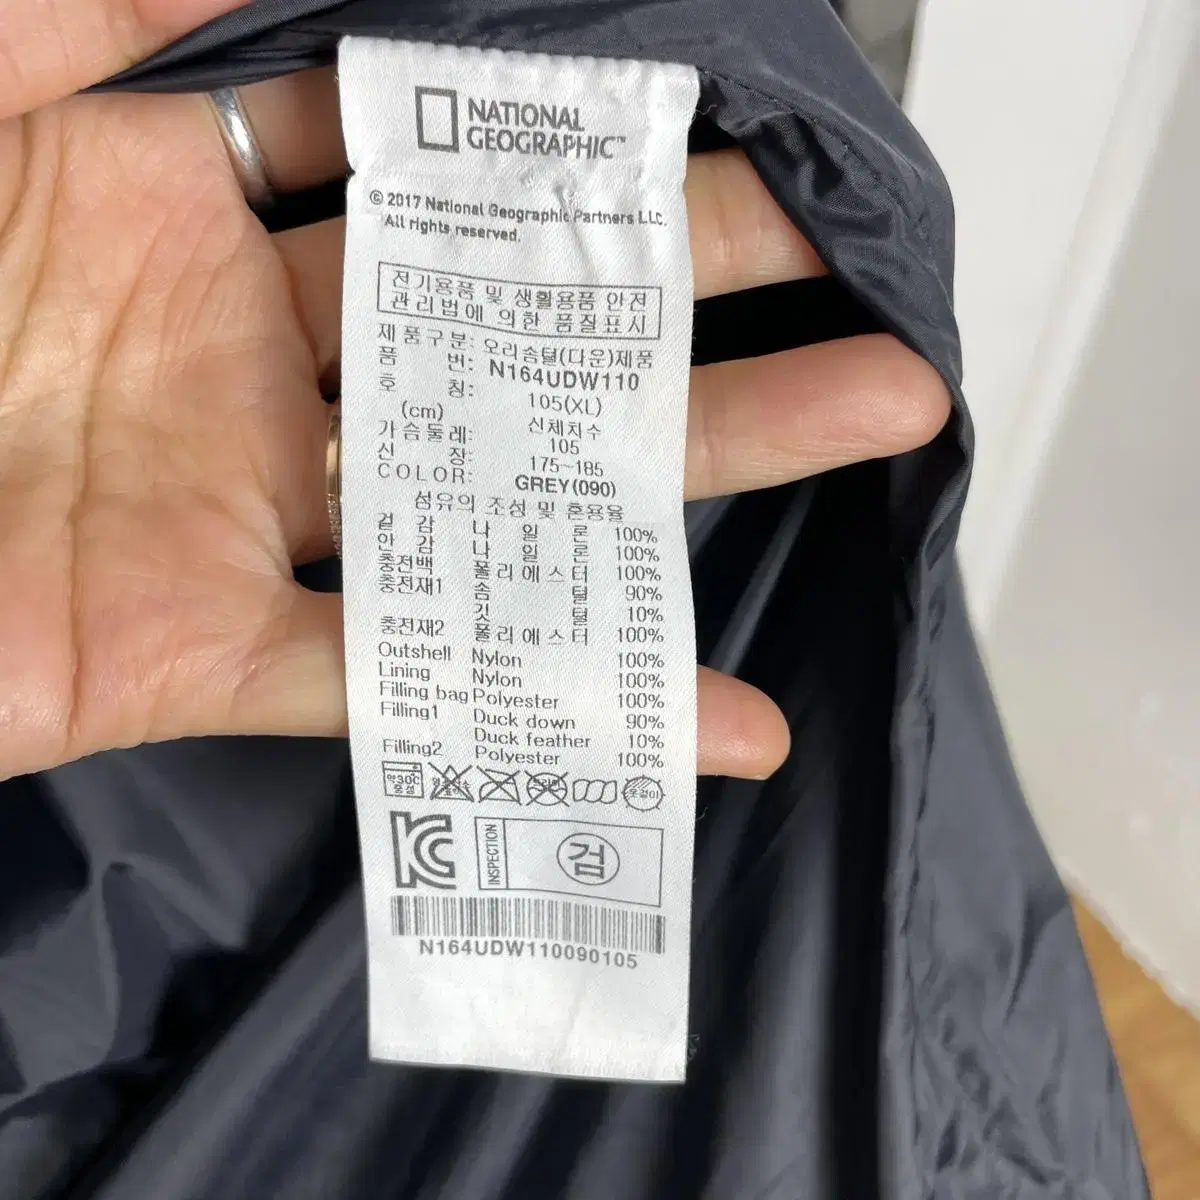 NATIONAL
GEOGRAPHIC™
© 2017 National Geographic Partners LLC.
All rights reserved.
전기용품 및 생활용품 안전
관리법에 의한 품질표시
제품구분: 오리솜털(다운)제품
품 번: N164UDW110
호 칭: 105(XL)
(cm) 신체치수
가슴둘레: 105
신 장: 175~185
COLOR: GREY(090)
섬유의 조성 및 혼용율
겉 감 나 일 론 100%
안 감 나 일 론 100%
충전백 폴리에스터 100%
충전재1 솜 털 90%
깃 털 10%
충전재2 폴리에스터 100%
Outshell Nylon 100%
Lining Nylon 100%
Filling bag Polyester 100%
Filling1 Duck down 90%
Duck feather 10%
Filling2 Polyester 100%
약30℃
중성
옷걸이
INSPECTION
검
N164UDW110090105